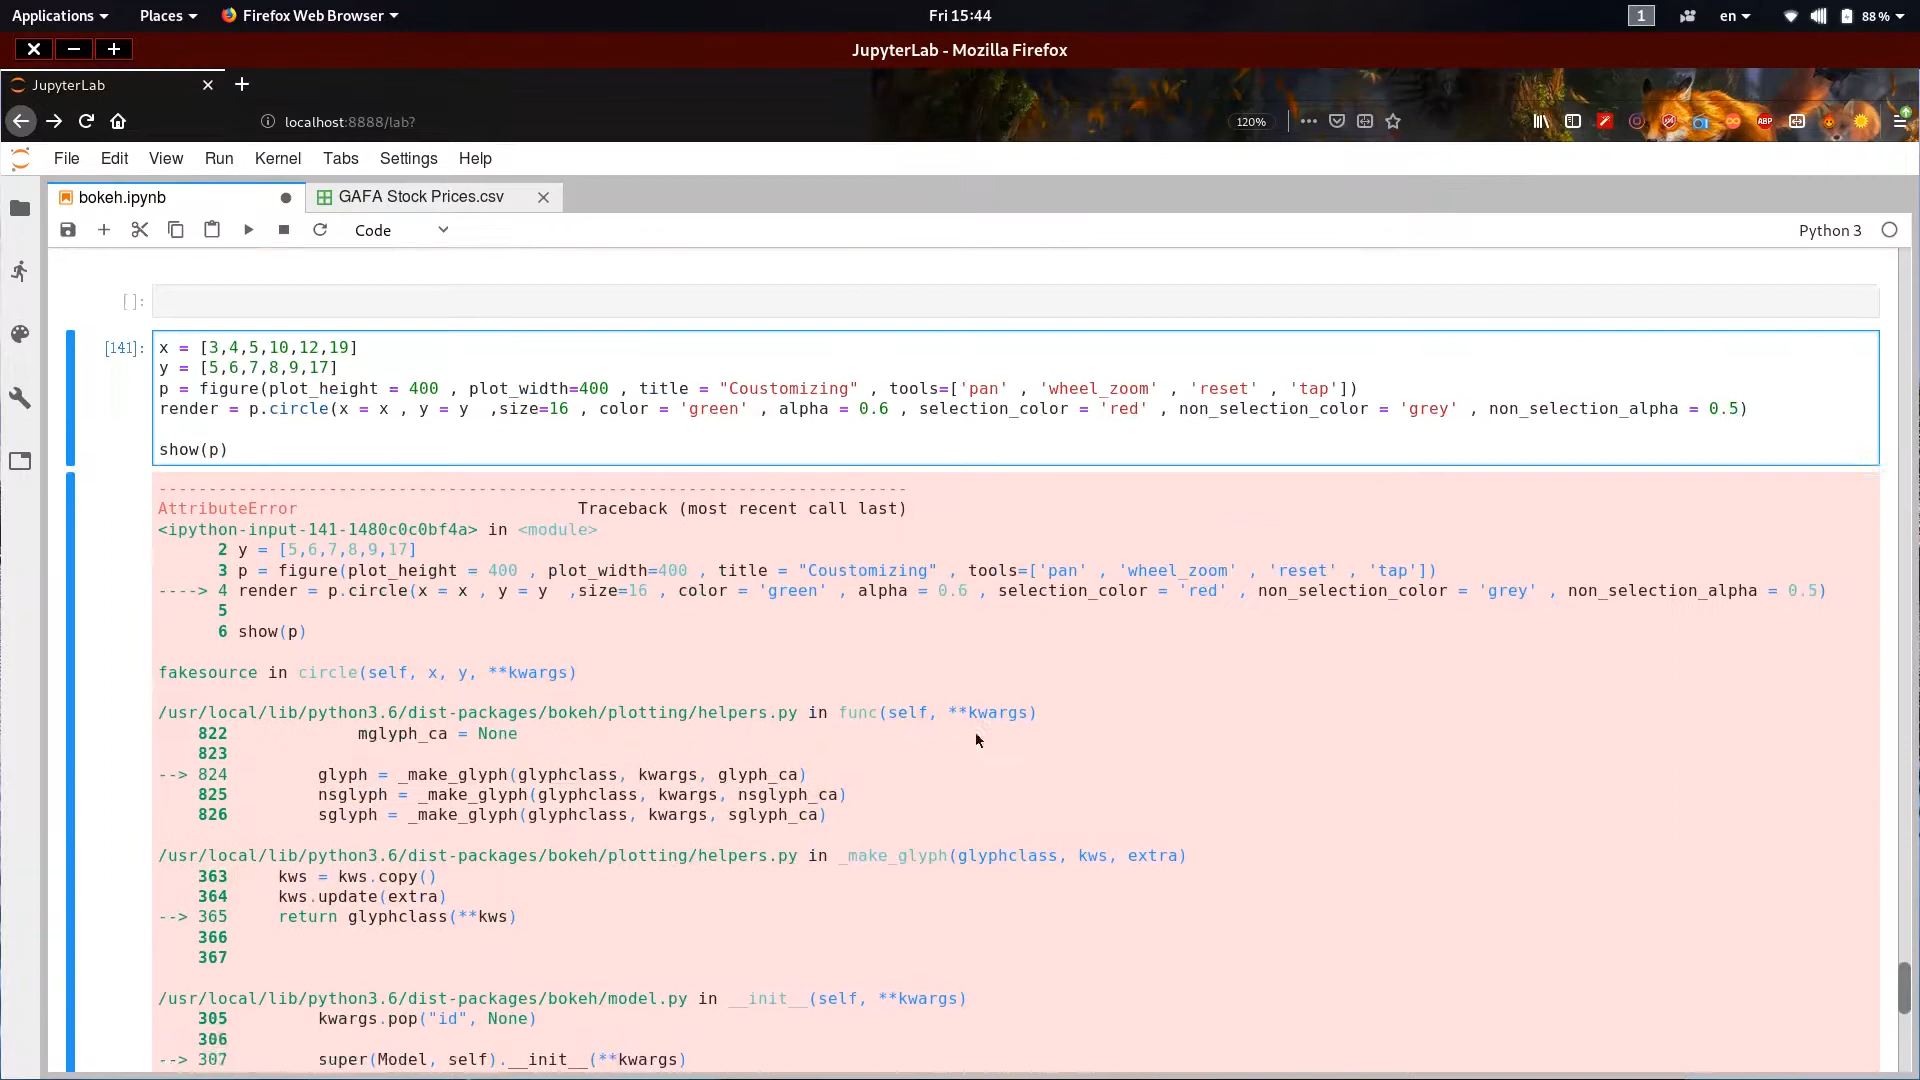 Applications Places Firefox Web Browser Fri 15:44 1 en 88%
JupyterLab - Mozilla Firefox
JupyterLab
localhost:8888/lab? 120% ABP
File Edit View Run Kernel Tabs Settings Help
bokeh.ipynb GAFA Stock Prices.csv
Code Python 3
[ ]:
[141]: x = [3,4,5,10,12,19]
y = [5,6,7,8,9,17]
p = figure(plot_height = 400 , plot_width=400 , title = "Coustomizing" , tools=['pan' , 'wheel_zoom' , 'reset' , 'tap'])
render = p.circle(x = x , y = y  ,size=16 , color = 'green' , alpha = 0.6 , selection_color = 'red' , non_selection_color = 'grey' , non_selection_alpha = 0.5)
show(p)
---------------------------------------------------------------------------
AttributeError                            Traceback (most recent call last)
<ipython-input-141-1480c0c0bf4a> in <module>
      2 y = [5,6,7,8,9,17]
      3 p = figure(plot_height = 400 , plot_width=400 , title = "Coustomizing" , tools=['pan' , 'wheel_zoom' , 'reset' , 'tap'])
----> 4 render = p.circle(x = x , y = y  ,size=16 , color = 'green' , alpha = 0.6 , selection_color = 'red' , non_selection_color = 'grey' , non_selection_alpha = 0.5)
      5
      6 show(p)
fakesource in circle(self, x, y, **kwargs)
/usr/local/lib/python3.6/dist-packages/bokeh/plotting/helpers.py in func(self, **kwargs)
    822             mglyph_ca = None
    823
--> 824         glyph = _make_glyph(glyphclass, kwargs, glyph_ca)
    825         nsglyph = _make_glyph(glyphclass, kwargs, nsglyph_ca)
    826         sglyph = _make_glyph(glyphclass, kwargs, sglyph_ca)
/usr/local/lib/python3.6/dist-packages/bokeh/plotting/helpers.py in _make_glyph(glyphclass, kws, extra)
    363     kws = kws.copy()
    364     kws.update(extra)
--> 365     return glyphclass(**kws)
    366
    367
/usr/local/lib/python3.6/dist-packages/bokeh/model.py in __init__(self, **kwargs)
    305         kwargs.pop("id", None)
    306
--> 307         super(Model, self).__init__(**kwargs)